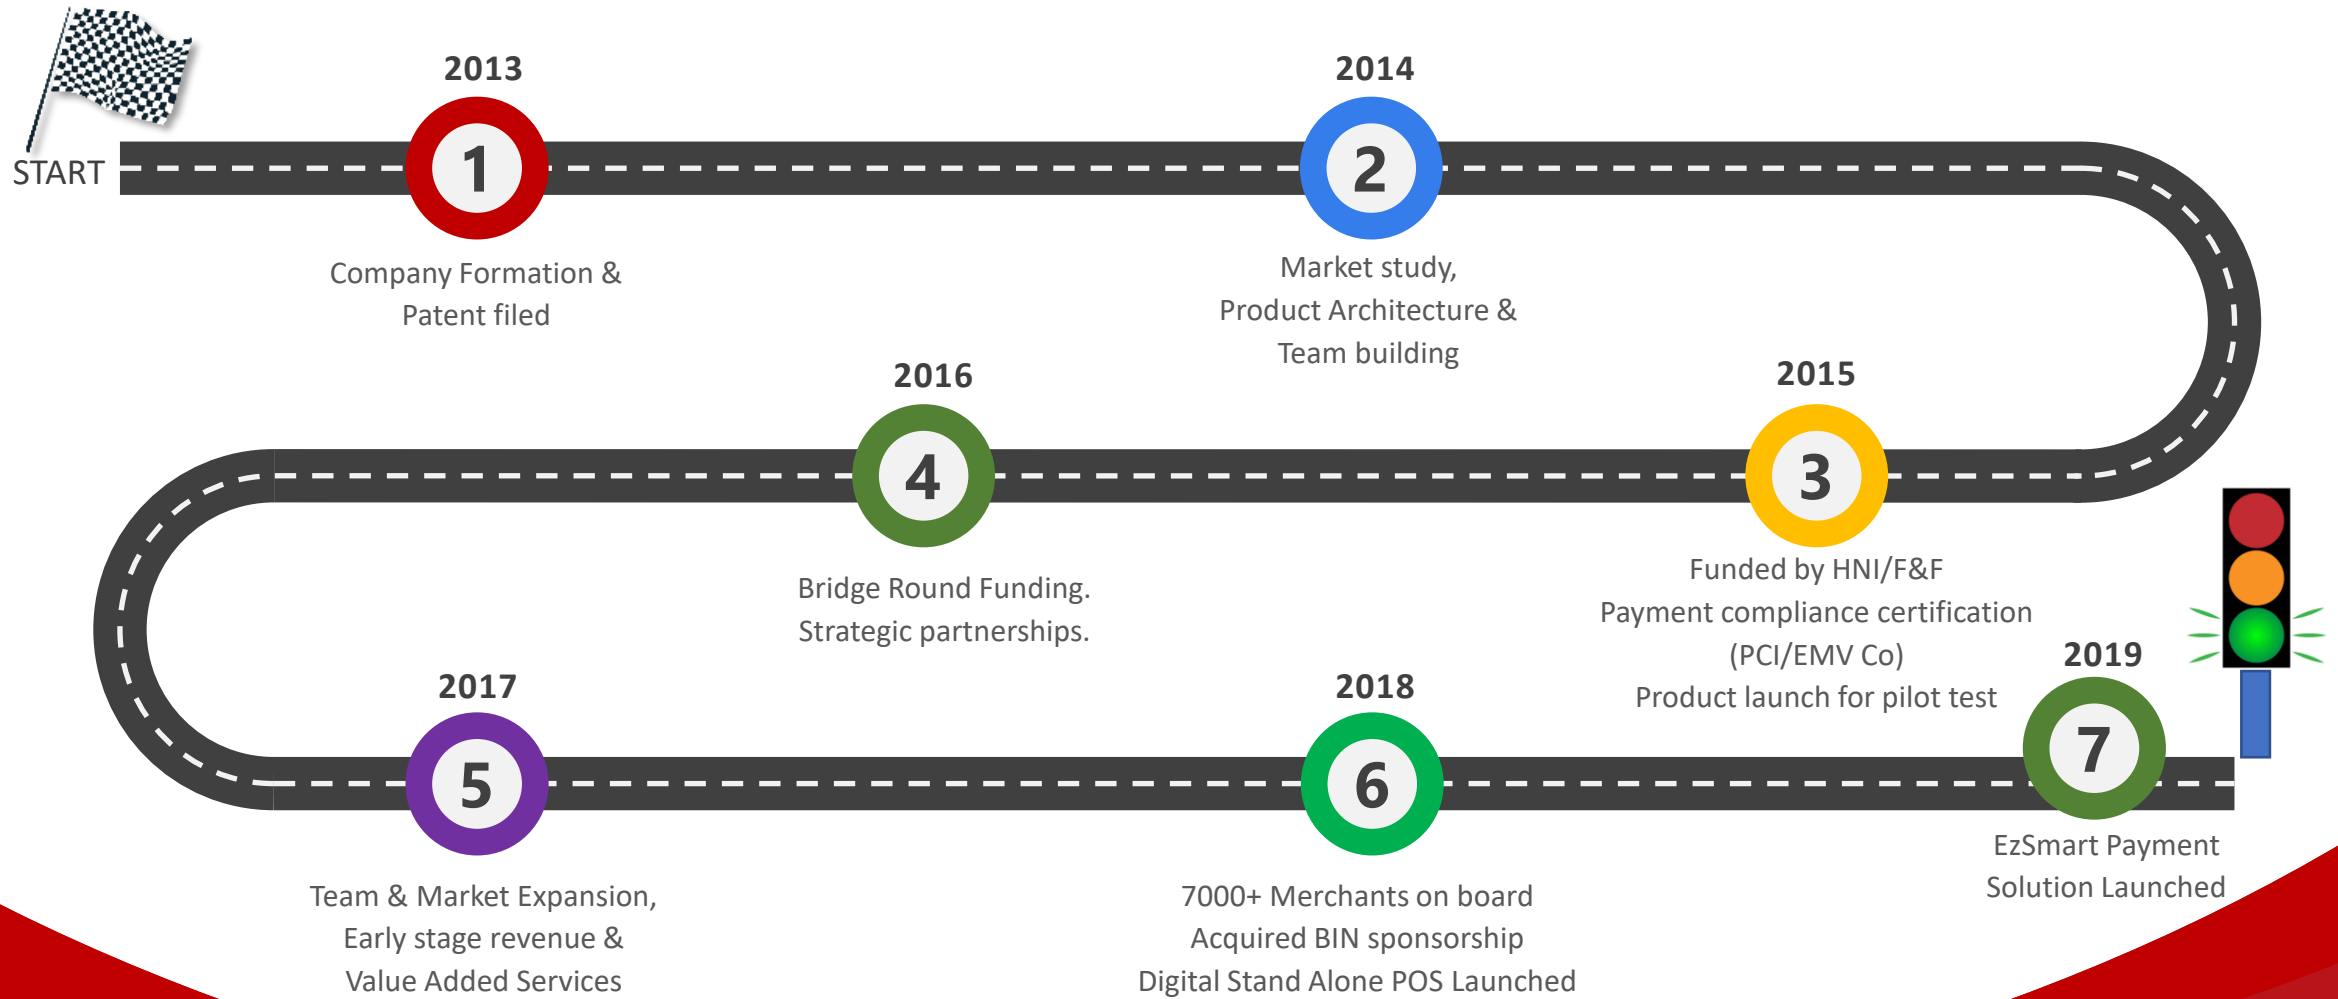 START
2013
1
Company Formation &
Patent filed
2014
2
Market study,
Product Architecture &
Team building
2015
3
Funded by HNI/F&F
Payment compliance certification
(PCI/EMV Co)
Product launch for pilot test
2016
4
Bridge Round Funding.
Strategic partnerships.
2017
5
Team & Market Expansion,
Early stage revenue &
Value Added Services
2018
6
7000+ Merchants on board
Acquired BIN sponsorship
Digital Stand Alone POS Launched
2019
7
EzSmart Payment
Solution Launched